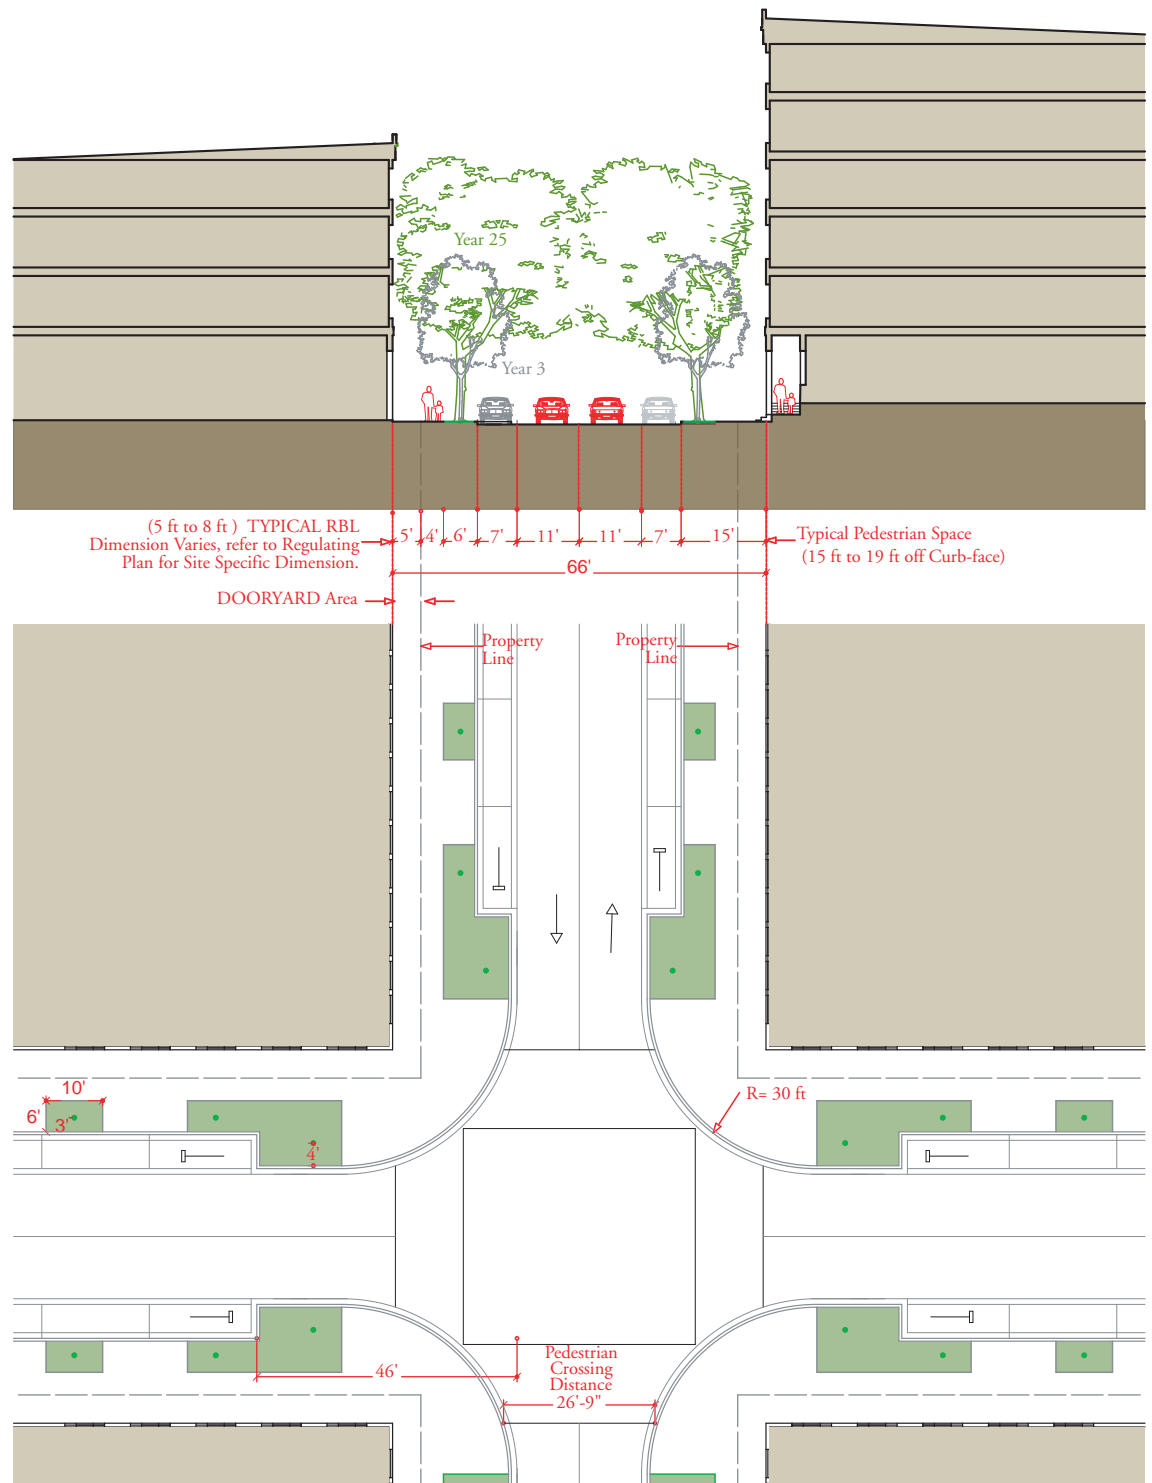 Year 25
Year 3
(5 ft to 8 ft ) TYPICAL RBL
Dimension Varies, refer to Regulating
Plan for Site Specific Dimension.
5' 4' 6' 7' 11' 11' 7' 15'
Typical Pedestrian Space
(15 ft to 19 ft off Curb-face)
66'
DOORYARD Area
Property
Line
Property
Line
10'
6'
3'
4'
R= 30 ft
46'
Pedestrian
Crossing
Distance
26'-9"